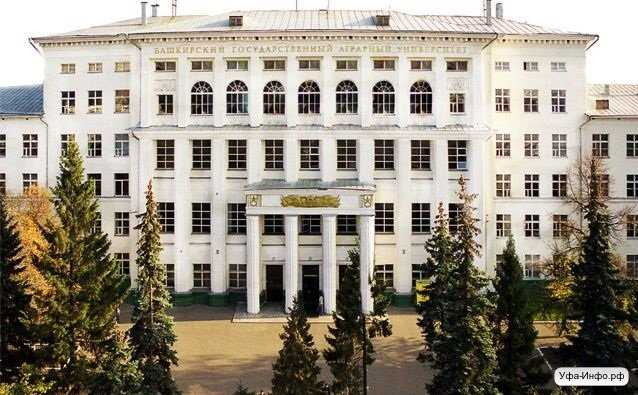 БАШКИРСКИЙ ГОСУДАРСТВЕННЫЙ АГРАРНЫЙ УНИВЕРСИТЕТ
Уфа-Инфо.рф